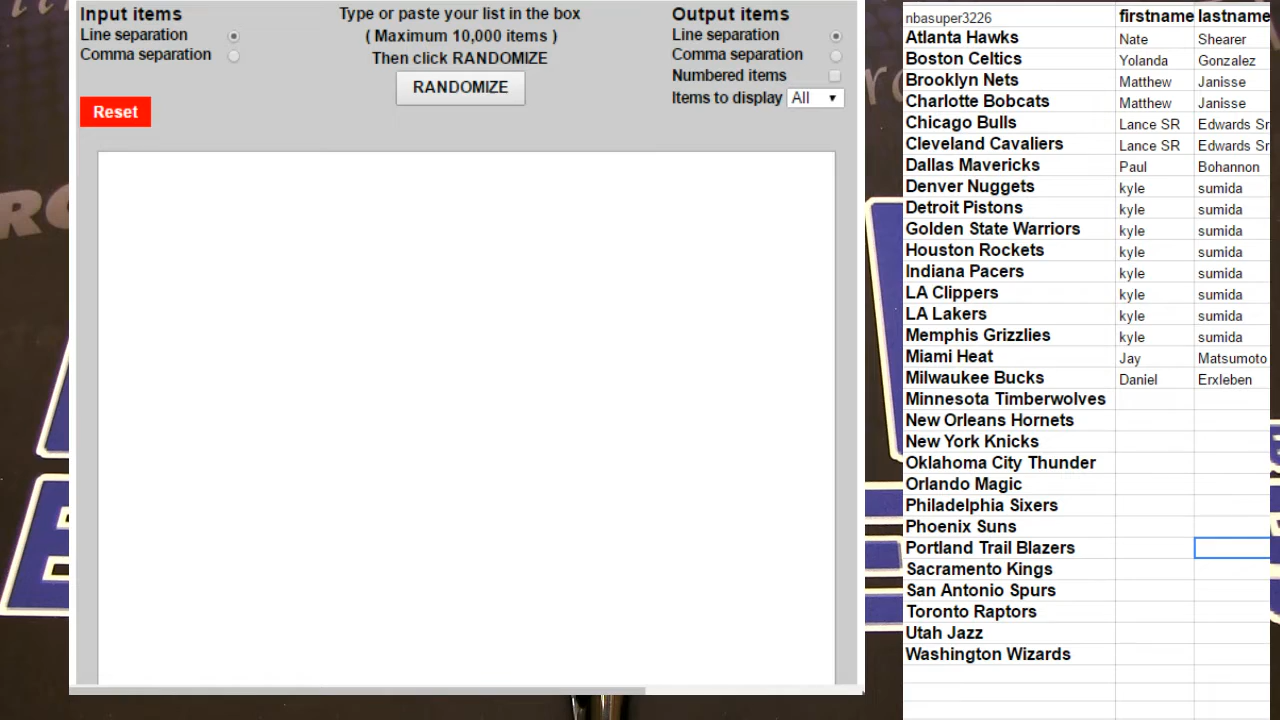 Input items
Line separation
Comma separation
Reset
Type or paste your list in the box
( Maximum 10,000 items )
Then click RANDOMIZE
RANDOMIZE
Output items
Line separation
Comma separation
Numbered items
Items to display All
nbasuper3226 firstname lastname
Atlanta Hawks Nate Shearer
Boston Celtics Yolanda Gonzalez
Brooklyn Nets Matthew Janisse
Charlotte Bobcats Matthew Janisse
Chicago Bulls Lance SR Edwards Sr
Cleveland Cavaliers Lance SR Edwards Sr
Dallas Mavericks Paul Bohannon
Denver Nuggets kyle sumida
Detroit Pistons kyle sumida
Golden State Warriors kyle sumida
Houston Rockets kyle sumida
Indiana Pacers kyle sumida
LA Clippers kyle sumida
LA Lakers kyle sumida
Memphis Grizzlies kyle sumida
Miami Heat Jay Matsumoto
Milwaukee Bucks Daniel Erxleben
Minnesota Timberwolves
New Orleans Hornets
New York Knicks
Oklahoma City Thunder
Orlando Magic
Philadelphia Sixers
Phoenix Suns
Portland Trail Blazers
Sacramento Kings
San Antonio Spurs
Toronto Raptors
Utah Jazz
Washington Wizards